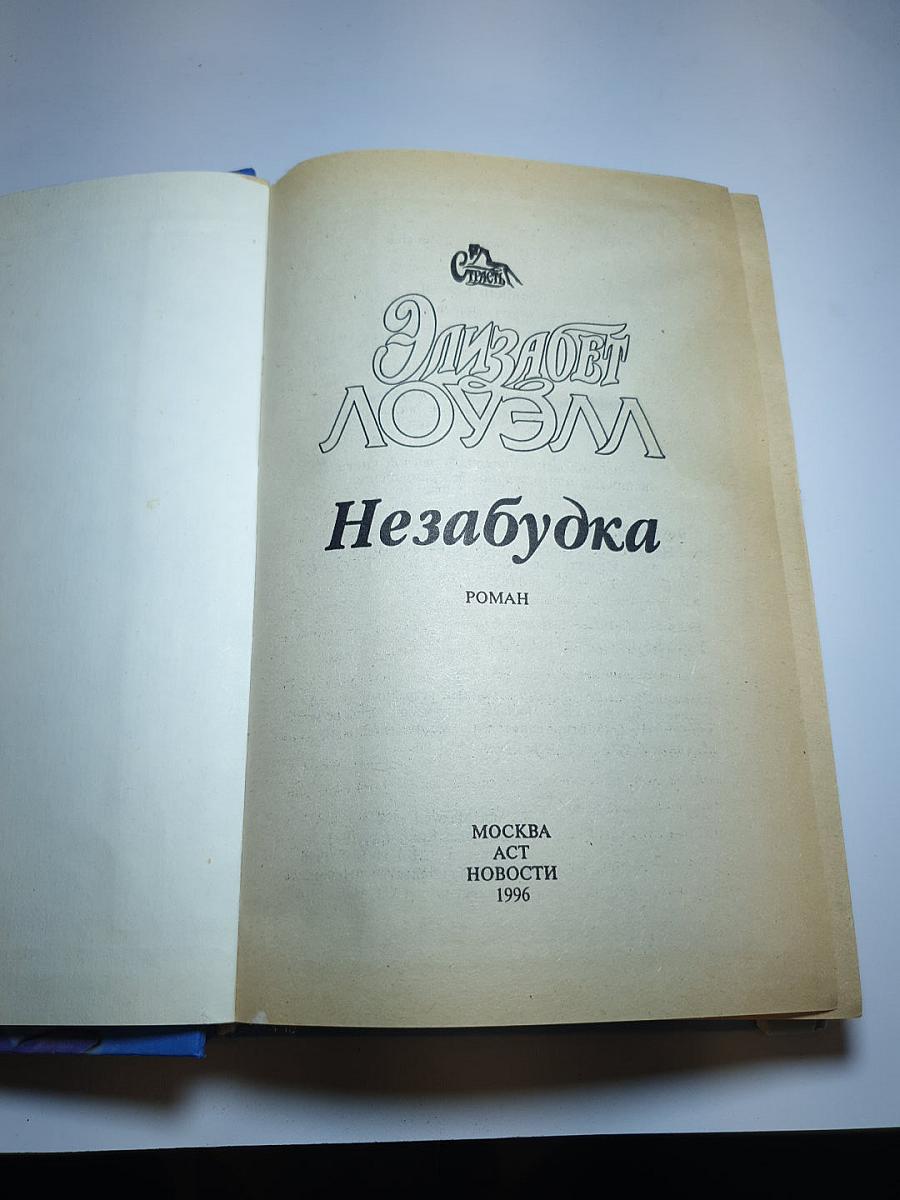 Страсть
Элизабет
ЛОУЭЛЛ
Незабудка
РОМАН
МОСКВА
АСТ
НОВОСТИ
1996